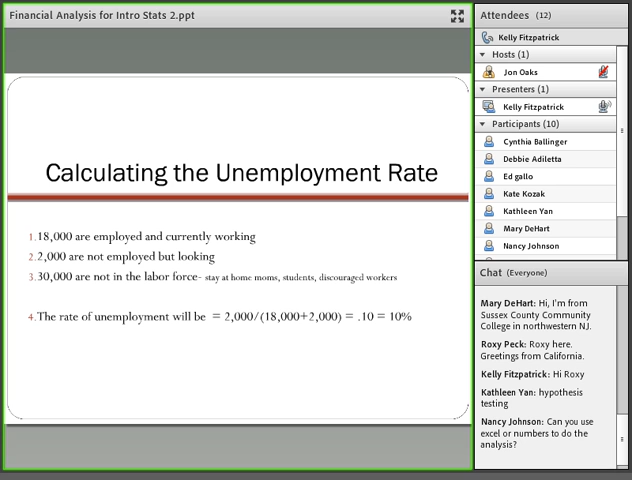 Financial Analysis for Intro Stats 2.ppt
Calculating the Unemployment Rate
1.18,000 are employed and currently working
2.2,000 are not employed but looking
3.30,000 are not in the labor force- stay at home moms, students, discouraged workers
4.The rate of unemployment will be = 2,000/(18,000+2,000) = .10 = 10%
Attendees (12)
Kelly Fitzpatrick
Hosts (1)
Jon Oaks
Presenters (1)
Kelly Fitzpatrick
Participants (10)
Cynthia Ballinger
Debbie Adiletta
Ed gallo
Kate Kozak
Kathleen Yan
Mary DeHart
Nancy Johnson
Chat (Everyone)
Mary DeHart: Hi, I'm from
Sussex County Community
College in northwestern NJ.
Roxy Peck: Roxy here.
Greetings from California.
Kelly Fitzpatrick: Hi Roxy
Kathleen Yan: hypothesis
testing
Nancy Johnson: Can you use
excel or numbers to do the
analysis?